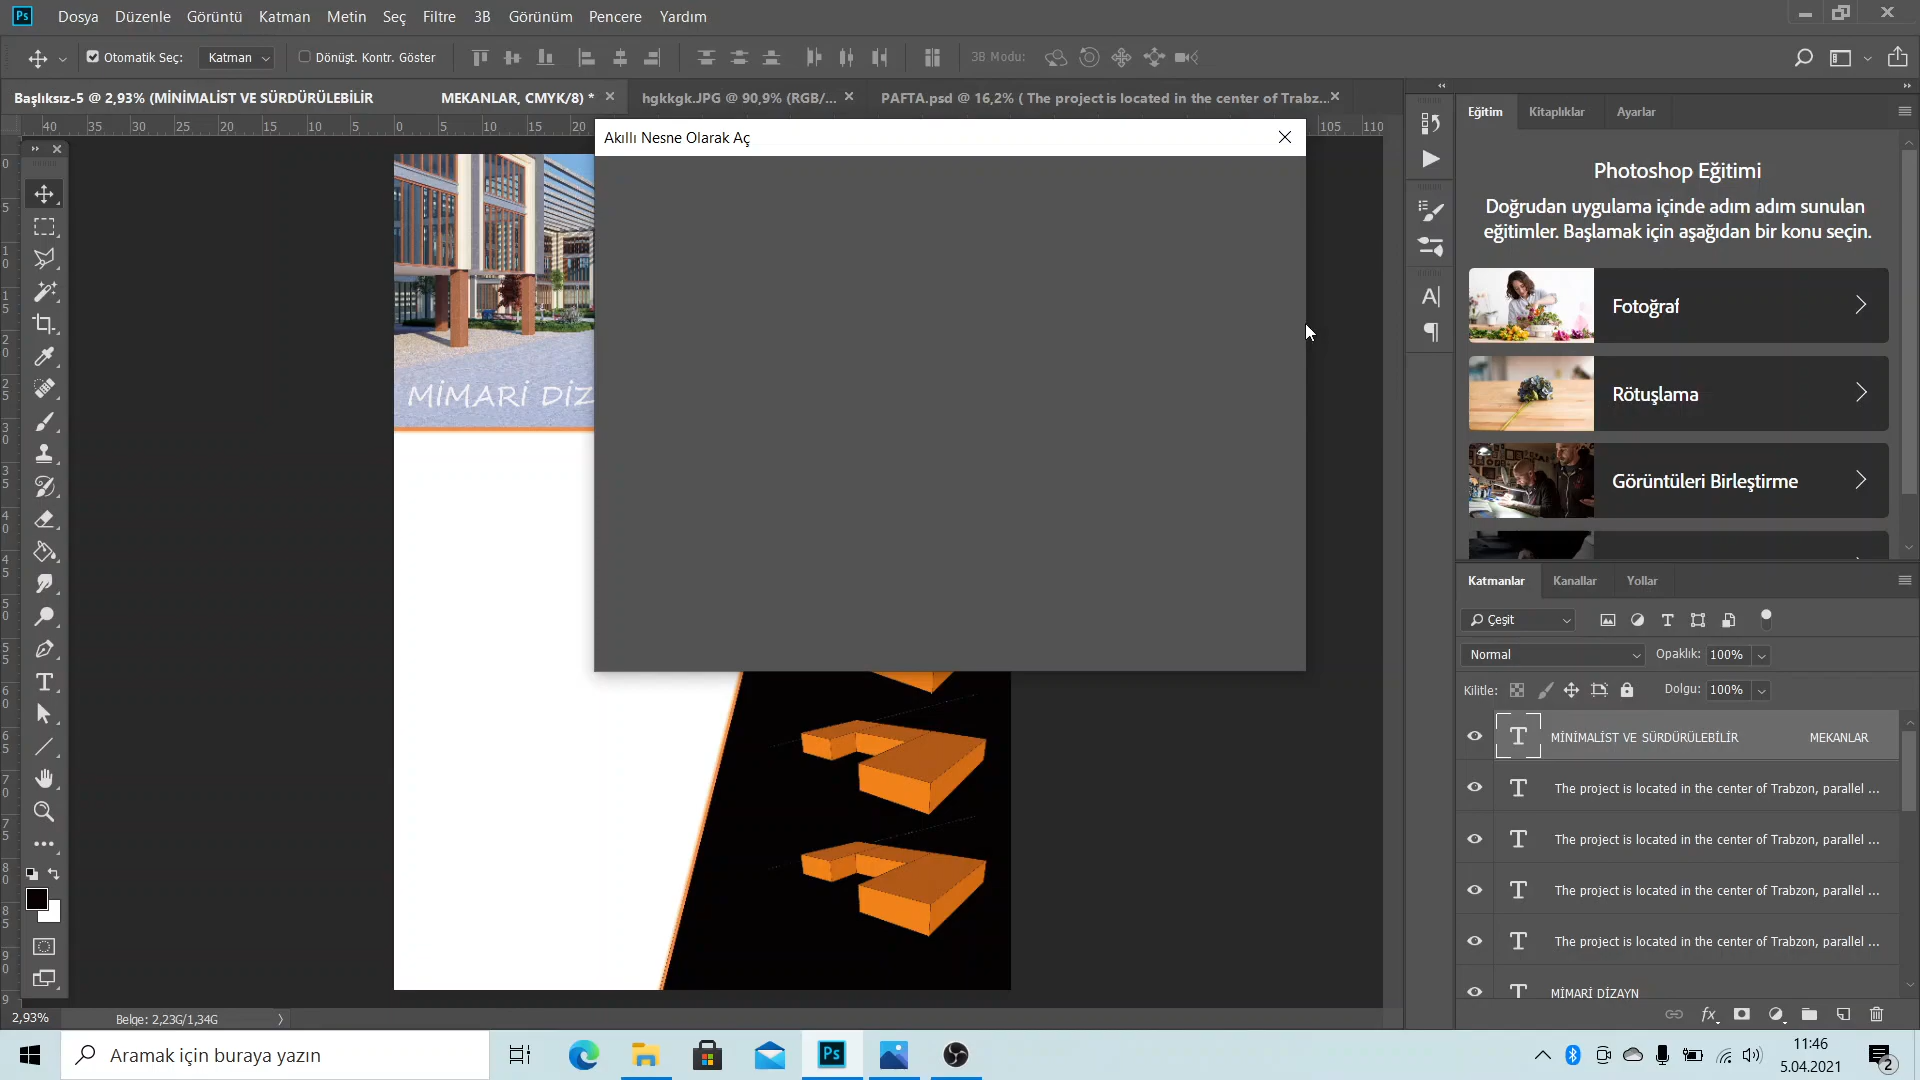 Ps Dosya Düzenle Görüntü Katman Metin Seç Filtre 3B Görünüm Pencere Yardım
Otomatik Seç: Katman Dönüşt. Kontr. Göster 3B Modu:
Başlıksız-5 @ 2,93% (MİNİMALİST VE SÜRDÜRÜLEBİLİR MEKANLAR, CMYK/8) * hgkkgk.JPG @ 90,9% (RGB/... PAFTA.psd @ 16,2% ( The project is located in the center of Trabz...
40 35 30 25 20 15 10 5 0 5 10 15 20 105 110
Akıllı Nesne Olarak Aç
MİMARİ DİZ
Eğitim Kitaplıklar Ayarlar
Photoshop Eğitimi
Doğrudan uygulama içinde adım adım sunulan
eğitimler. Başlamak için aşağıdan bir konu seçin.
Fotoğraf
Rötuşlama
Görüntüleri Birleştirme
Katmanlar Kanallar Yollar
Çeşit
Normal Opaklık: 100%
Kilitle: Dolgu: 100%
MİNİMALİST VE SÜRDÜRÜLEBİLİR MEKANLAR
The project is located in the center of Trabzon, parallel ...
The project is located in the center of Trabzon, parallel ...
The project is located in the center of Trabzon, parallel ...
The project is located in the center of Trabzon, parallel ...
MİMARİ DİZAYN
2,93% Belge: 2,23G/1,34G
Aramak için buraya yazın
Ps
11:46
5.04.2021
2